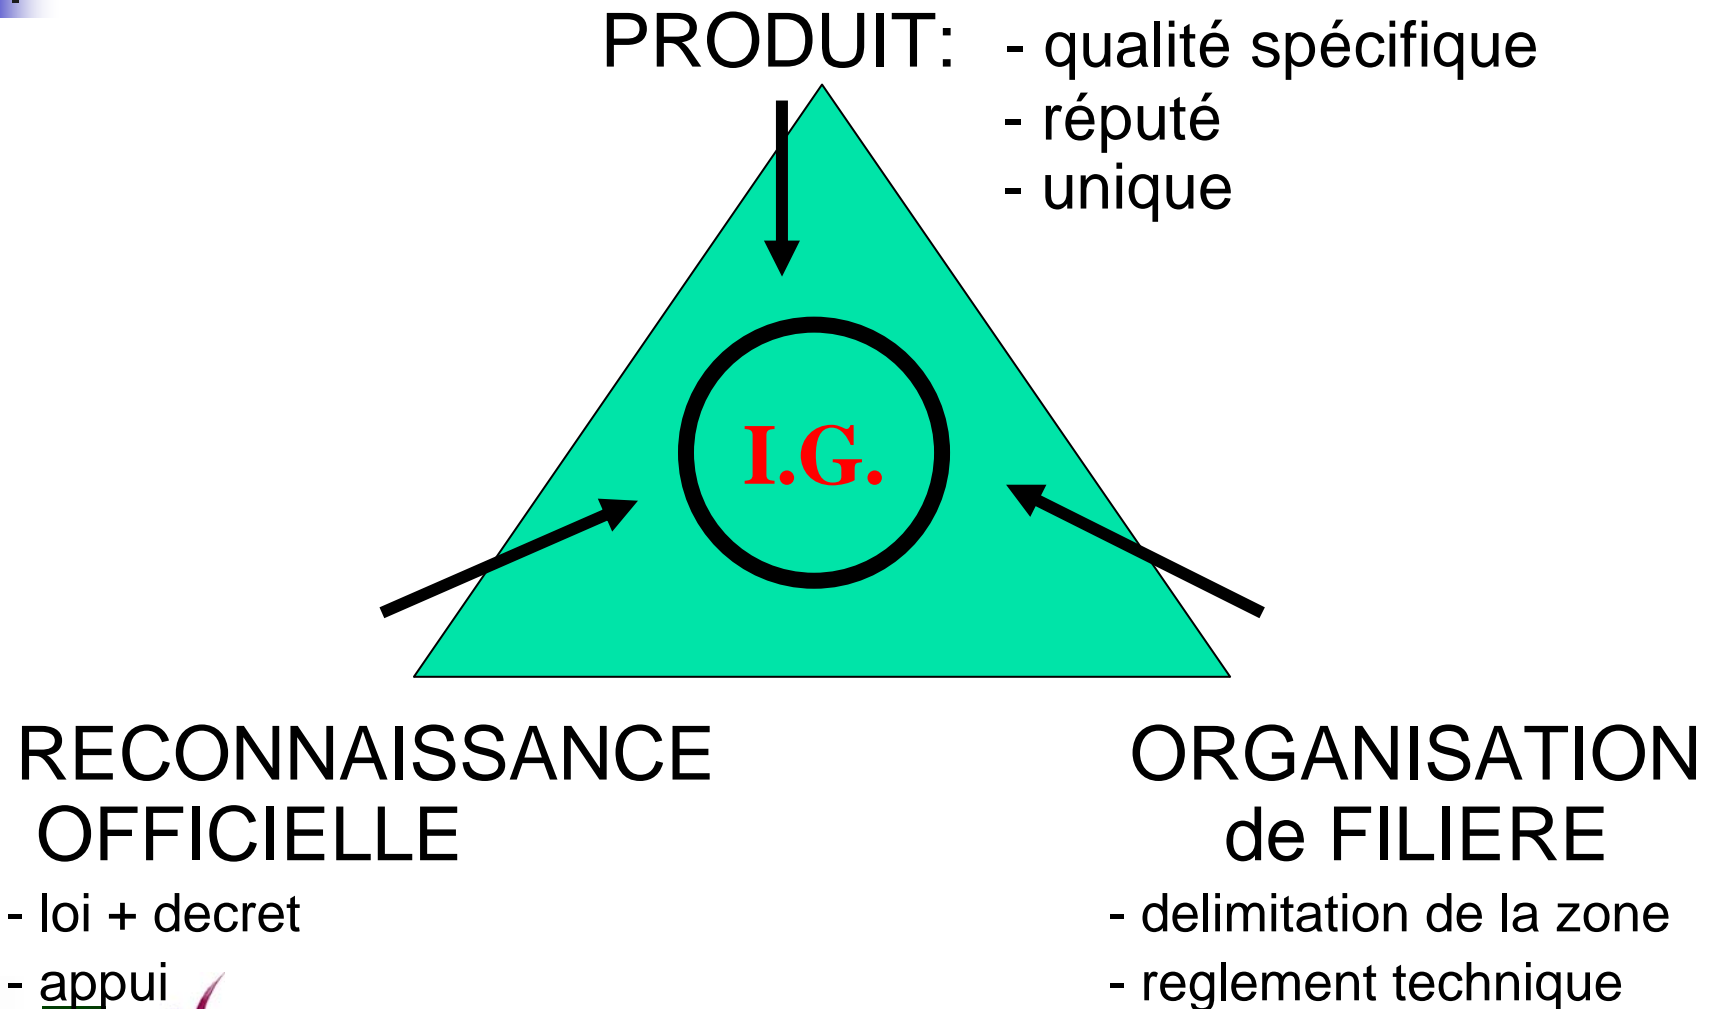 PRODUIT: - qualité spécifique
- réputé
- unique
I.G.
RECONNAISSANCE
OFFICIELLE
- loi + decret
- appui
ORGANISATION
de FILIERE
- delimitation de la zone
- reglement technique